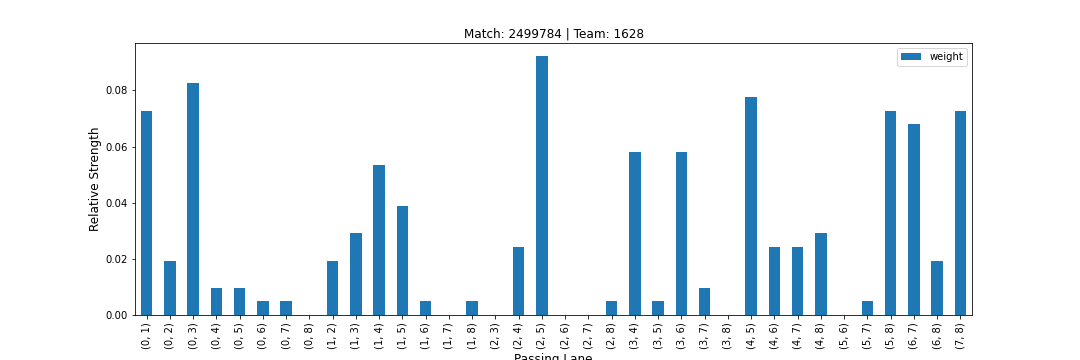 Match: 2499784 | Team: 1628
weight
Relative Strength
0.08
0.06
0.04
0.02
0.00
(0, 1) (0, 2) (0, 3) (0, 4) (0, 5) (0, 6) (0, 7) (0, 8) (1, 2) (1, 3) (1, 4) (1, 5) (1, 6) (1, 7) (1, 8) (2, 3) (2, 4) (2, 5) (2, 6) (2, 7) (2, 8) (3, 4) (3, 5) (3, 6) (3, 7) (3, 8) (4, 5) (4, 6) (4, 7) (4, 8) (5, 6) (5, 7) (5, 8) (6, 7) (6, 8) (7, 8)
Passing Lane